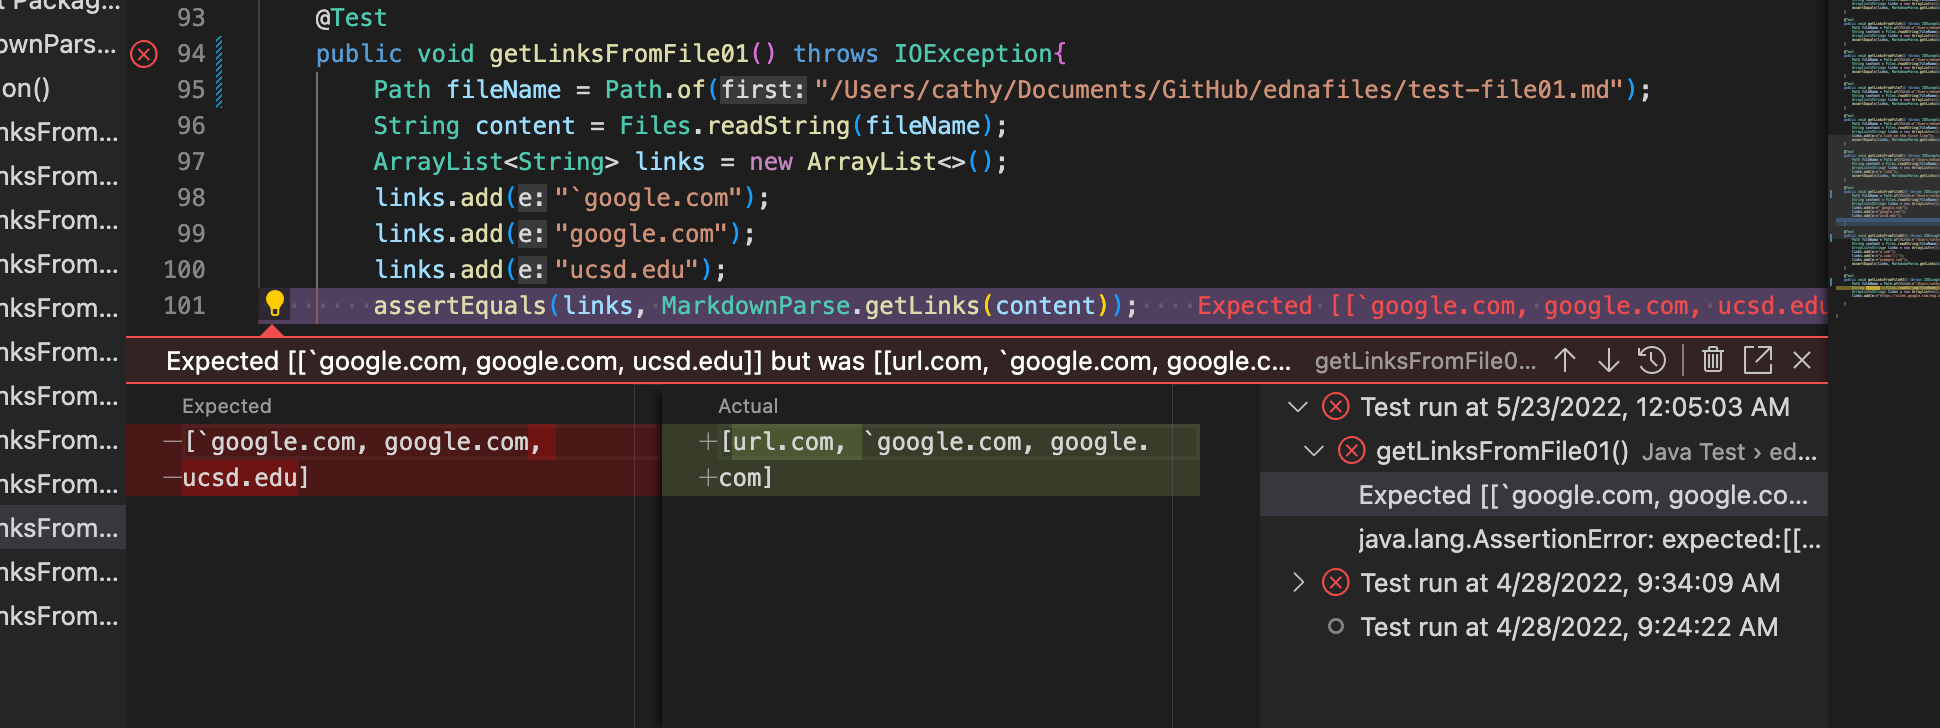 t Packag...
ownPars...
on()
nksFrom...
nksFrom...
nksFrom...
nksFrom...
nksFrom...
nksFrom...
nksFrom...
nksFrom...
nksFrom...
nksFrom...
nksFrom...
nksFrom...
93 @Test
94 public void getLinksFromFile01() throws IOException{
95 Path fileName = Path.of(first: "/Users/cathy/Documents/GitHub/ednafiles/test-file01.md");
96 String content = Files.readString(fileName);
97 ArrayList<String> links = new ArrayList<>();
98 links.add(e: "`google.com");
99 links.add(e: "google.com");
100 links.add(e: "ucsd.edu");
101 assertEquals(links, MarkdownParse.getLinks(content)); Expected [[`google.com, google.com, ucsd.edu
Expected [[`google.com, google.com, ucsd.edu]] but was [[url.com, `google.com, google.c... getLinksFromFile0...
Expected
—[`google.com, google.com,
—ucsd.edu]
Actual
+[url.com, `google.com, google.
+com]
Test run at 5/23/2022, 12:05:03 AM
getLinksFromFile01() Java Test › ed...
Expected [[`google.com, google.co...
java.lang.AssertionError: expected:[[...
Test run at 4/28/2022, 9:34:09 AM
Test run at 4/28/2022, 9:24:22 AM